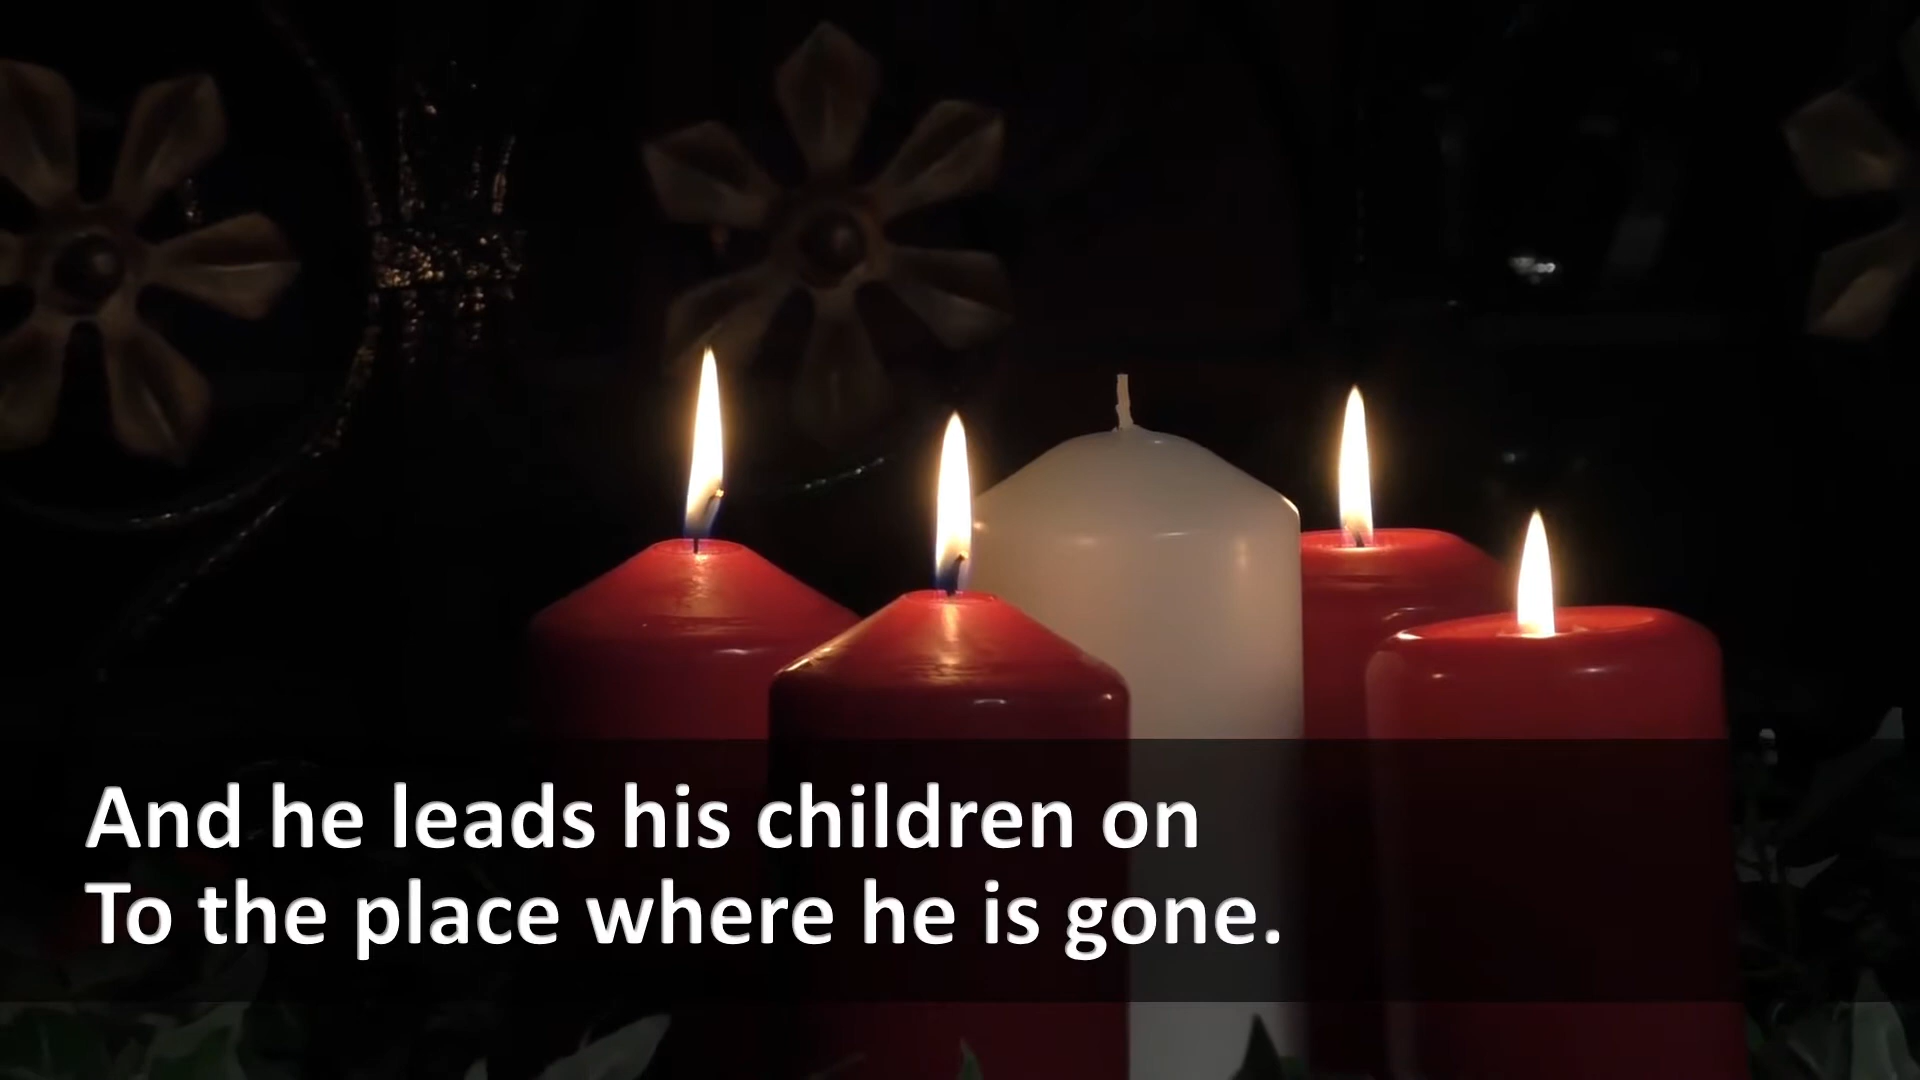 And he leads his children on
To the place where he is gone.